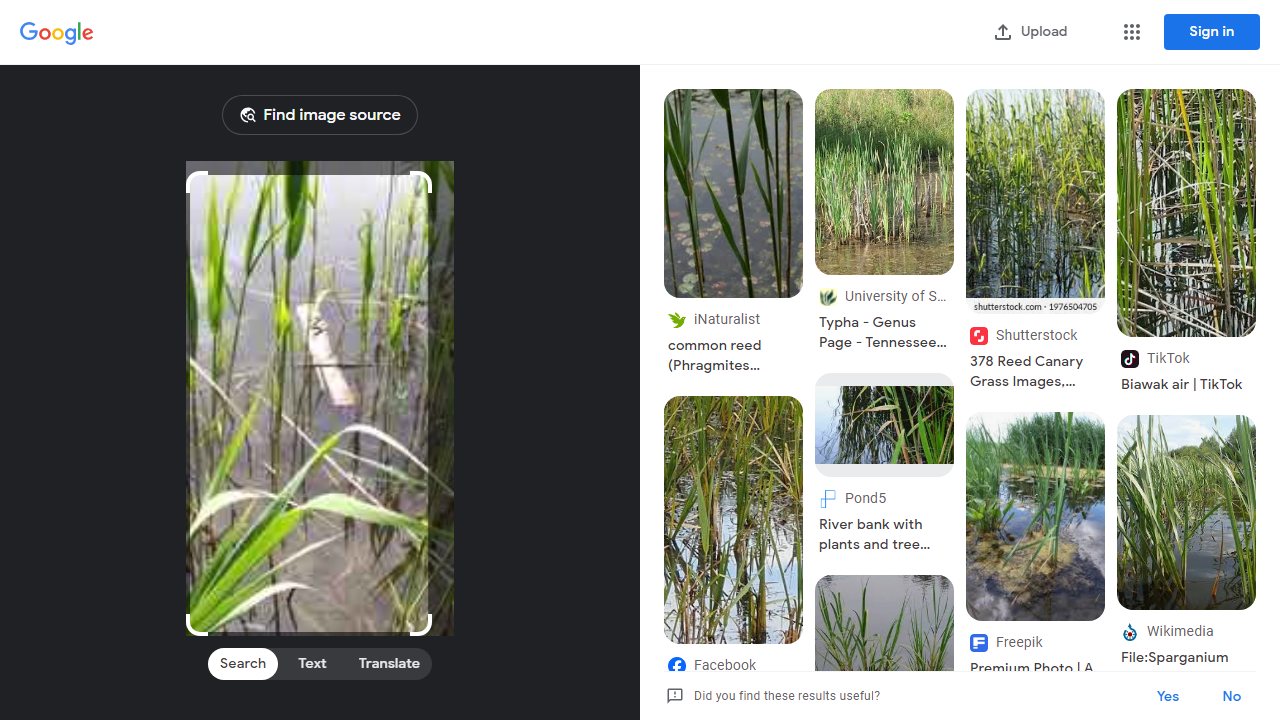 Google
Upload
Sign in
Find image source
Search
Text
Translate
iNaturalist
common reed
(Phragmites...
Facebook
University of S...
Typha - Genus
Page - Tennessee...
Pond5
River bank with
plants and tree...
shutterstock.com · 1976504705
Shutterstock
378 Reed Canary
Grass Images,...
Freepik
Premium Photo | A
TikTok
Biawak air | TikTok
Wikimedia
File:Sparganium
Did you find these results useful?
Yes
No